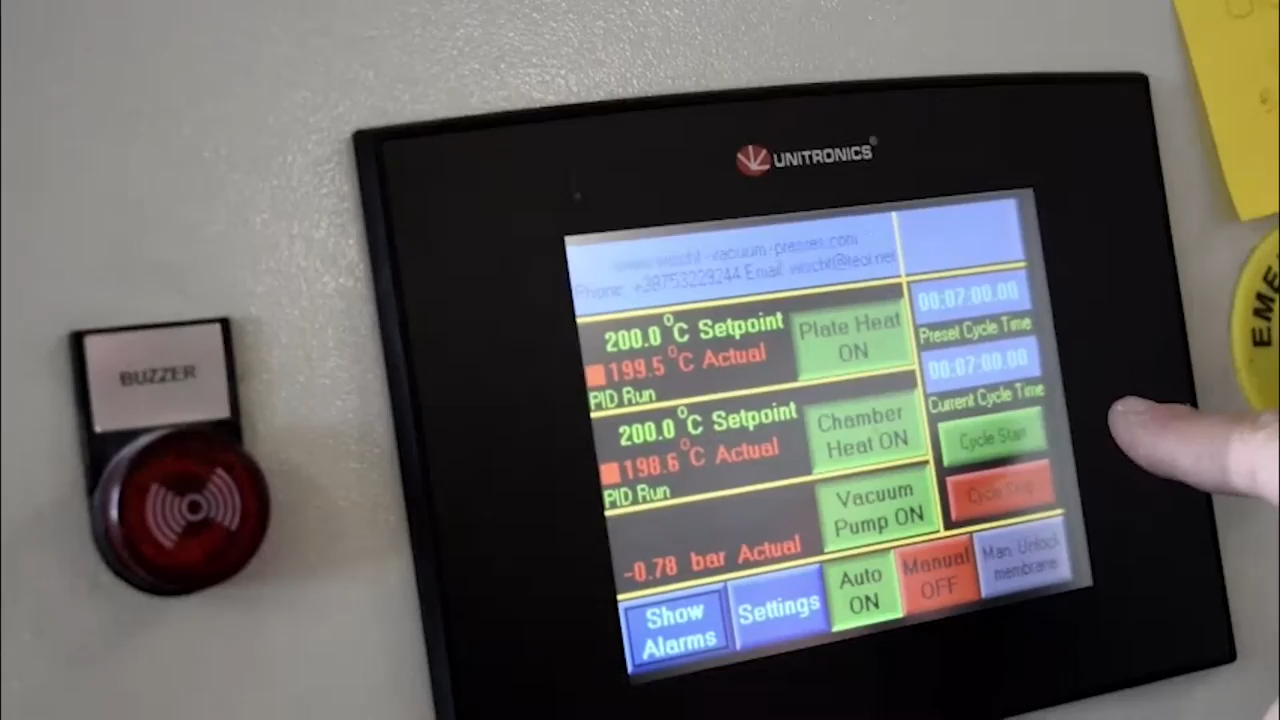 UNITRONICS
Phone: +38753229244 Email: wecht@teol.net
200.0 °C Setpoint
199.5 °C Actual
PID Run
Plate Heat
ON
200.0 °C Setpoint
198.6 °C Actual
PID Run
Chamber
Heat ON
-0.78 bar Actual
Vacuum
Pump ON
00:07:00.00
Preset Cycle Time
00:07:00.00
Current Cycle Time
Cycle Start
Cycle Stop
Show
Alarms
Settings
Auto
ON
Manual
OFF
Man. Unlock
membrane
BUZZER
EME